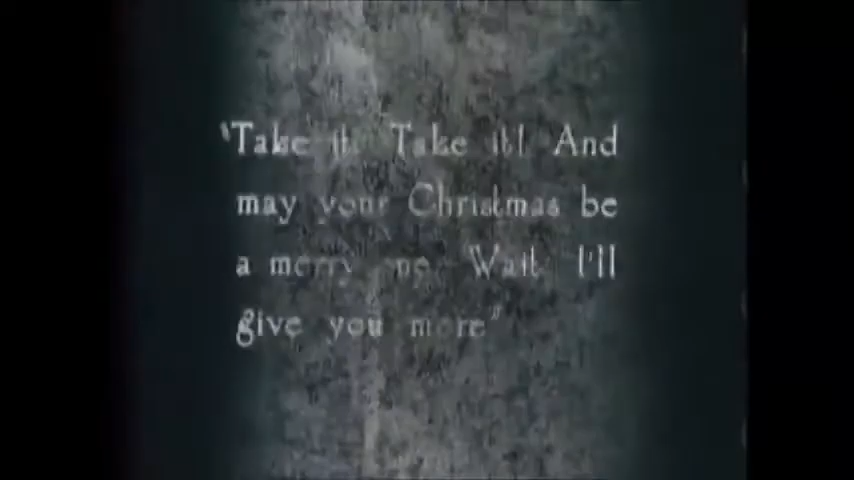 "Take it! Take it! And
may your Christmas be
a merry one. Wait, I'll
give you more"